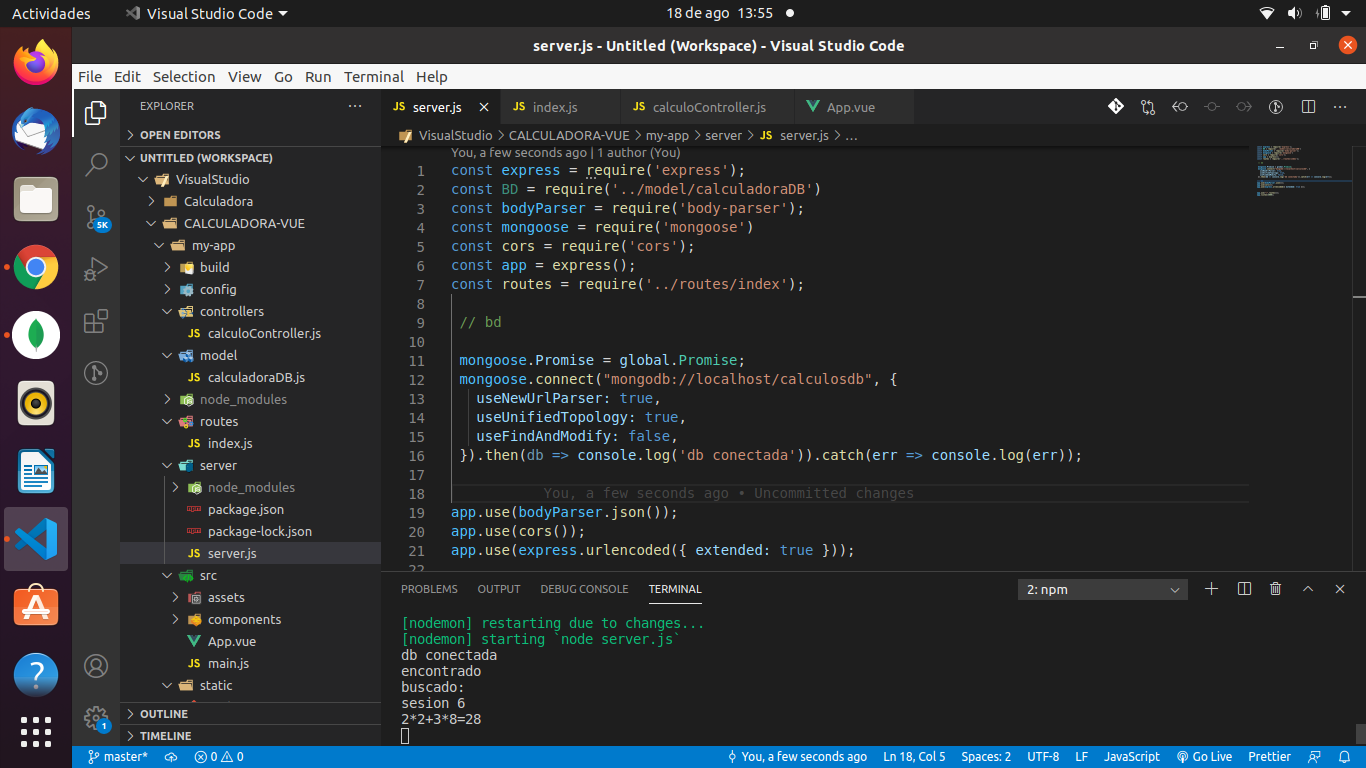 Actividades
Visual Studio Code
18 de ago 13:55
server.js - Untitled (Workspace) - Visual Studio Code
File Edit Selection View Go Run Terminal Help
EXPLORER
OPEN EDITORS
UNTITLED (WORKSPACE)
VisualStudio
Calculadora
CALCULADORA-VUE
my-app
build
config
controllers
JS calculoController.js
model
JS calculadoraDB.js
node_modules
routes
JS index.js
server
node_modules
package.json
package-lock.json
JS server.js
src
assets
components
App.vue
JS main.js
static
OUTLINE
TIMELINE
5K
1
JS server.js
JS index.js
JS calculoController.js
App.vue
VisualStudio > CALCULADORA-VUE > my-app > server > JS server.js > ...
You, a few seconds ago | 1 author (You)
1 const express = require('express');
2 const BD = require('../model/calculadoraDB')
3 const bodyParser = require('body-parser');
4 const mongoose = require('mongoose')
5 const cors = require('cors');
6 const app = express();
7 const routes = require('../routes/index');
8
9 // bd
10
11 mongoose.Promise = global.Promise;
12 mongoose.connect("mongodb://localhost/calculosdb", {
13 useNewUrlParser: true,
14 useUnifiedTopology: true,
15 useFindAndModify: false,
16 }).then(db => console.log('db conectada')).catch(err => console.log(err));
17
18 You, a few seconds ago • Uncommitted changes
19 app.use(bodyParser.json());
20 app.use(cors());
21 app.use(express.urlencoded({ extended: true }));
22
PROBLEMS OUTPUT DEBUG CONSOLE TERMINAL
2: npm
[nodemon] restarting due to changes...
[nodemon] starting `node server.js`
db conectada
encontrado
buscado:
sesion 6
2*2+3*8=28
master* 0 0
You, a few seconds ago Ln 18, Col 5 Spaces: 2 UTF-8 LF JavaScript Go Live Prettier